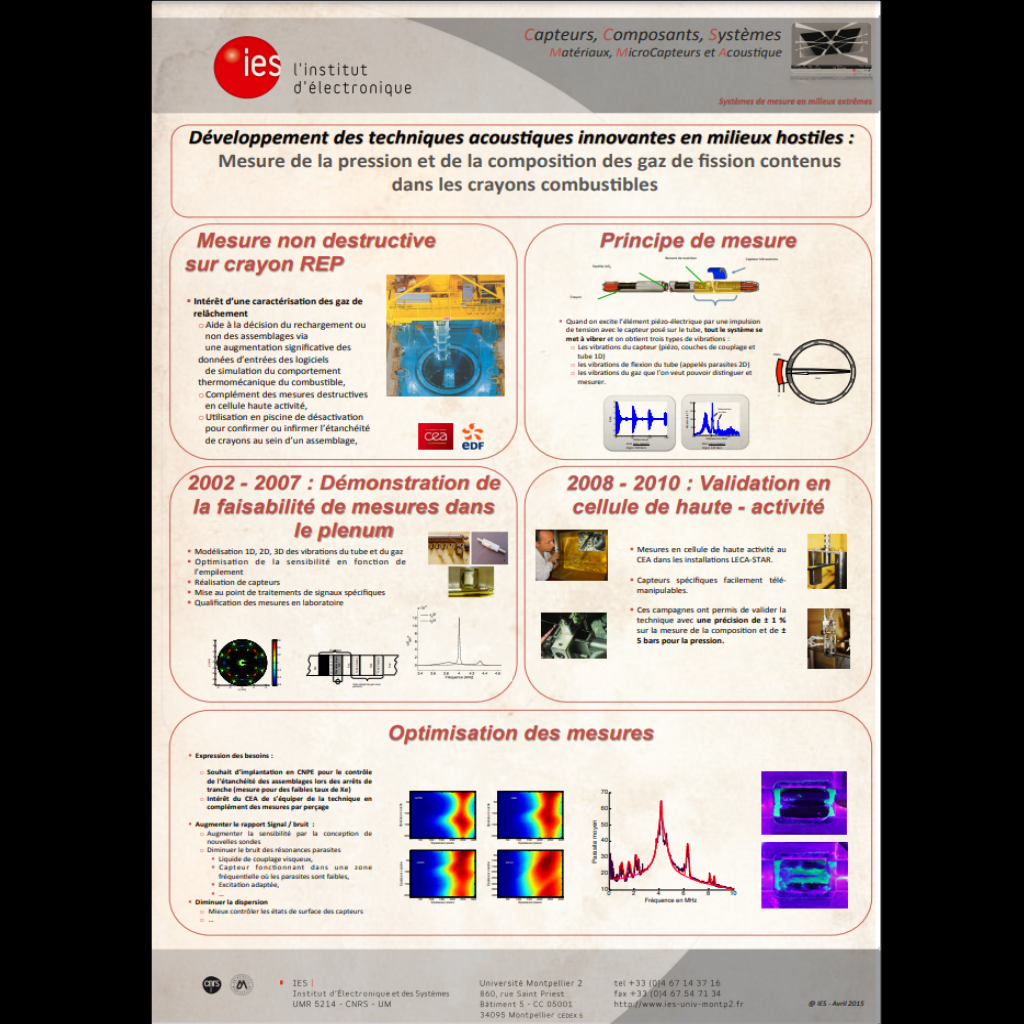 ies l'institut
d'électronique
Capteurs, Composants, Systèmes
Matériaux, MicroCapteurs et Acoustique
Systèmes de mesure en milieux extrêmes
Développement des techniques acoustiques innovantes en milieux hostiles :
Mesure de la pression et de la composition des gaz de fission contenus
dans les crayons combustibles
Mesure non destructive
sur crayon REP
Intérêt d'une caractérisation des gaz de
relâchement
Aide à la décision du rechargement ou
non des assemblages via
une augmentation significative des
données d'entrées des logiciels
de simulation du comportement
thermomécanique du combustible,
Complément des mesures destructives
en cellule haute activité,
Utilisation en piscine de désactivation
pour confirmer ou infirmer l'étanchéité
de crayons au sein d'un assemblage,
cea
eDF
Principe de mesure
Quand on excite l'élément piézo-électrique par une impulsion
de tension avec le capteur posé sur le tube, tout le système se
met à vibrer et on obtient trois types de vibrations :
Les vibrations du capteur (piézo, couches de couplage et
tube 1D)
les vibrations de flexion du tube (appelés parasites 2D)
les vibrations du gaz que l'on veut pouvoir distinguer et
mesurer.
2002 - 2007 : Démonstration de
la faisabilité de mesures dans
le plenum
Modélisation 1D, 2D, 3D des vibrations du tube et du gaz
Optimisation de la sensibilité en fonction de
l'empilement
Réalisation de capteurs
Mise au point de traitements de signaux spécifiques
Qualification des mesures en laboratoire
2008 - 2010 : Validation en
cellule de haute - activité
Mesures en cellule de haute activité au
CEA dans les installations LECA-STAR.
Capteurs spécifiques facilement télé-
manipulables.
Ces campagnes ont permis de valider la
technique avec une précision de ± 1 %
sur la mesure de la composition et de ±
5 bars pour la pression.
Optimisation des mesures
Expression des besoins :
Souhait d'implantation en CNPE pour le contrôle
de l'étanchéité des assemblages lors des arrêts de
tranche (mesure pour des faibles taux de Xe)
Intérêt du CEA de s'équiper de la technique en
complément des mesures par perçage
Augmenter le rapport Signal / bruit :
Augmenter la sensibilité par la conception de
nouvelles sondes
Diminuer le bruit des résonances parasites
Liquide de couplage visqueux,
Capteur fonctionnant dans une zone
fréquentielle où les parasites sont faibles,
Excitation adaptée,
...
Diminuer la dispersion
Mieux contrôler les états de surface des capteurs
...
Parasite moyen
70
60
50
40
30
20
10
0 2 4 6 8 10
Fréquence en MHz
cnrs
IES |
Institut d'Électronique et des Systèmes
UMR 5214 - CNRS - UM
Université Montpellier 2
860, rue Saint Priest
Bâtiment 5 - CC 05001
34095 Montpellier CEDEX 5
tel +33 (0)4 67 14 37 16
fax +33 (0)4 67 54 71 34
http://www.ies-univ-montp2.fr
@ IES - Avril 2015